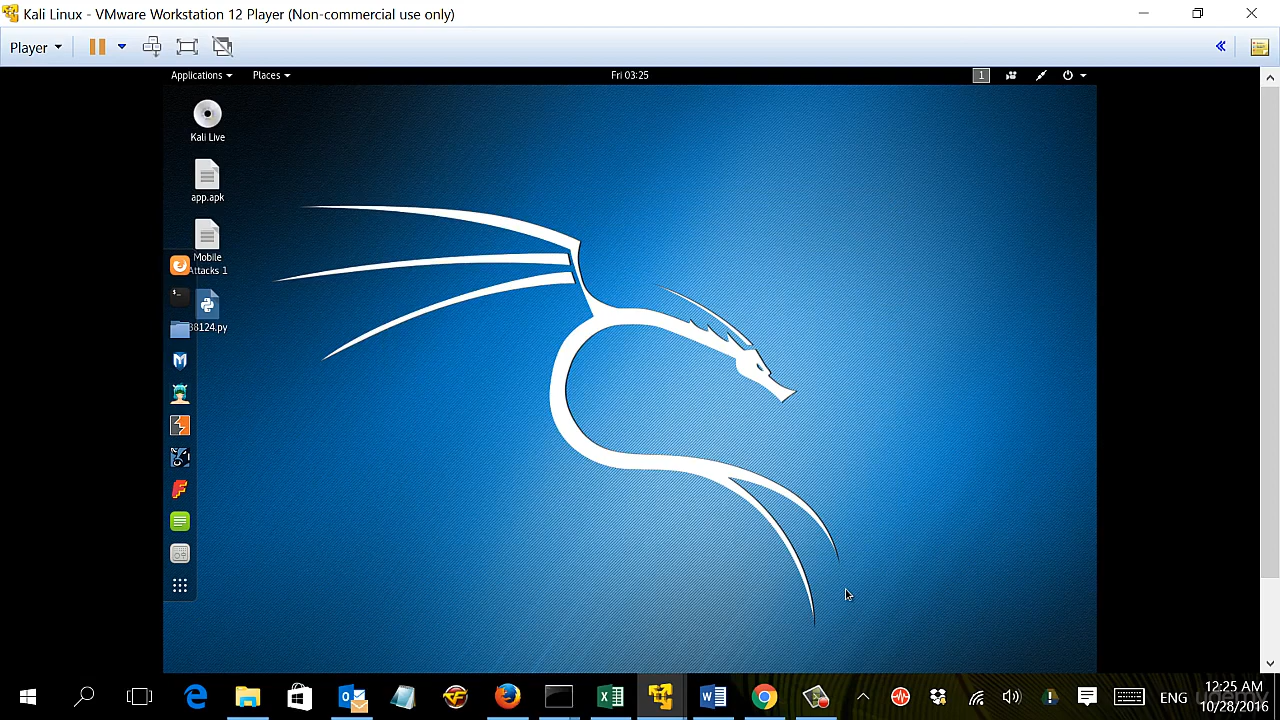 Kali Linux - VMware Workstation 12 Player (Non-commercial use only)
Player
Applications Places Fri 03:25 1
Kali Live
app.apk
Mobile
Attacks 1
38124.py
ENG 12:25 AM
10/28/2016